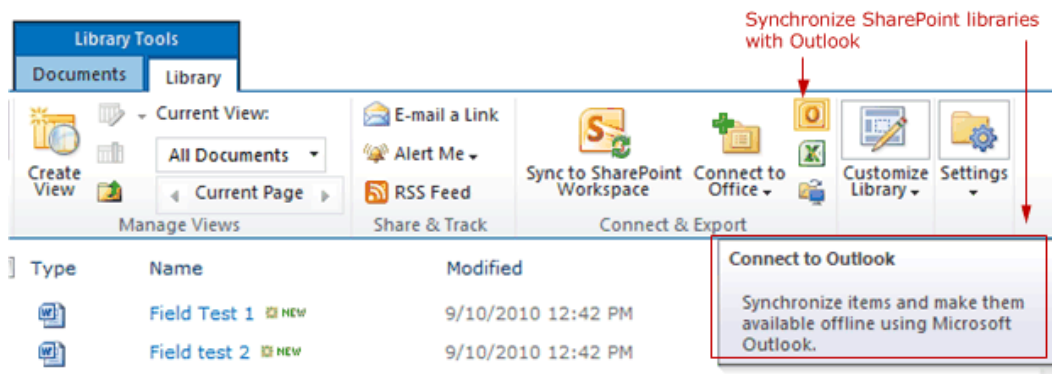 Synchronize SharePoint libraries
with Outlook
Library Tools
Documents
Library
Current View:
All Documents
Current Page
Create
View
Manage Views
E-mail a Link
Alert Me
RSS Feed
Share & Track
Sync to SharePoint
Workspace
Connect to
Office
Connect & Export
Customize
Library
Settings
Type Name Modified
Field Test 1 NEW 9/10/2010 12:42 PM
Field test 2 NEW 9/10/2010 12:42 PM
Connect to Outlook
Synchronize items and make them
available offline using Microsoft
Outlook.